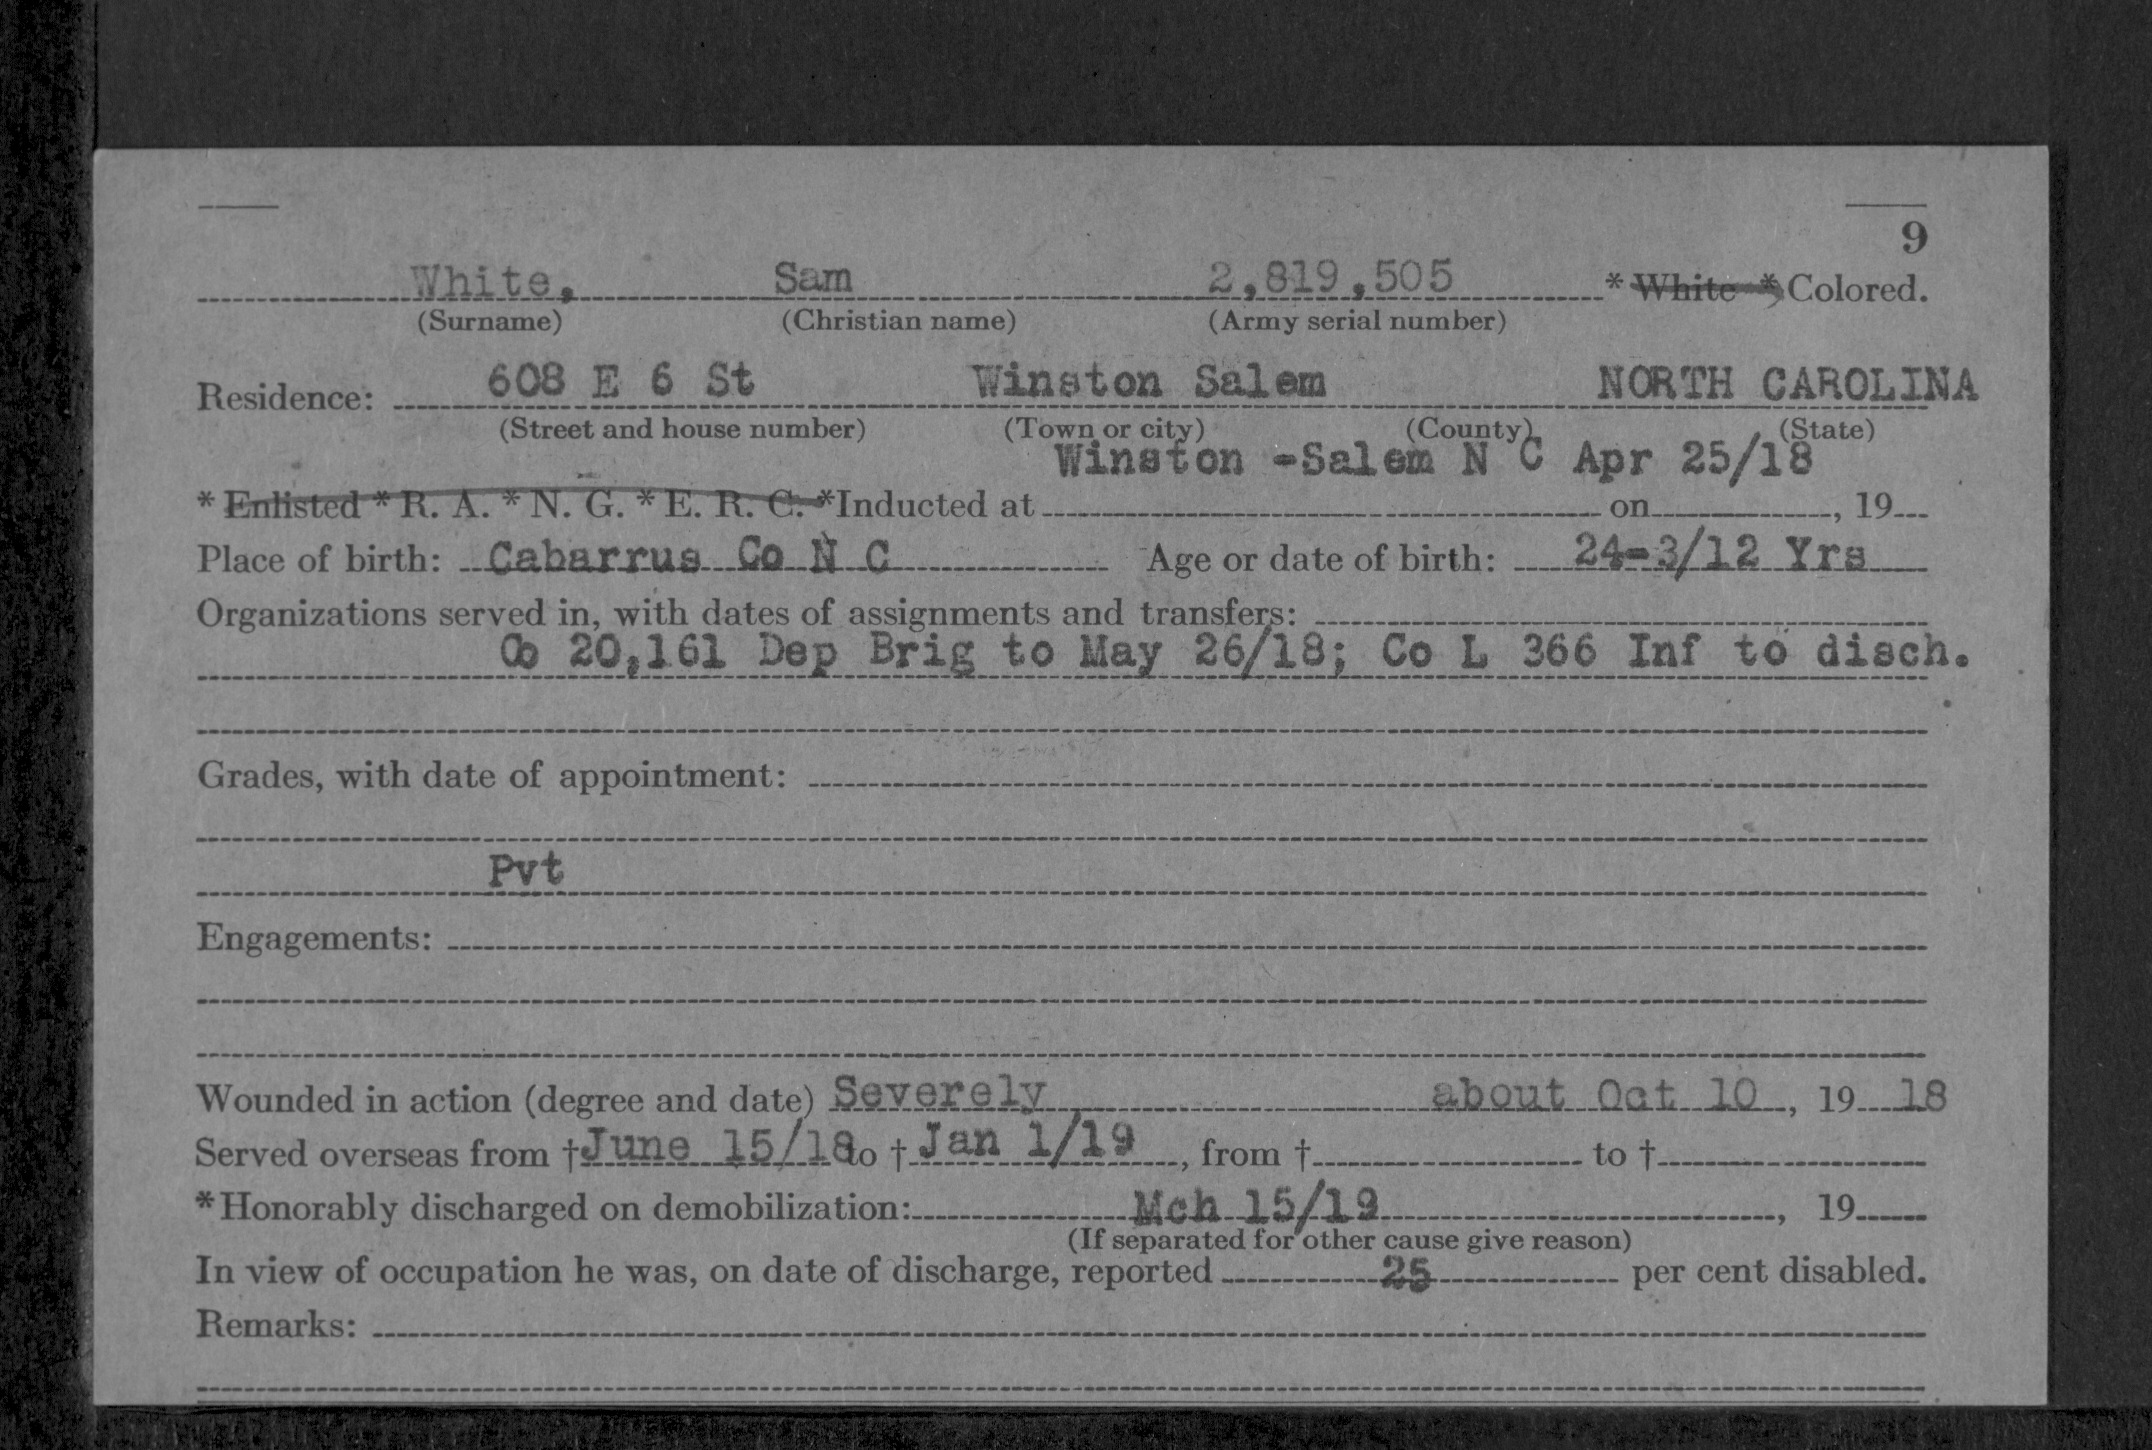 9
White, Sam 2,819,505 * White * Colored.
(Surname) (Christian name) (Army serial number)
Residence: 608 E 6 St Winston Salem NORTH CAROLINA
(Street and house number) (Town or city) (County) (State)
Winston -Salem N C Apr 25/18
* Enlisted * R. A. * N. G. * E. R. C. *Inducted at on , 19
Place of birth: Cabarrus Co N C Age or date of birth: 24-3/12 Yrs
Organizations served in, with dates of assignments and transfers:
Co 20,161 Dep Brig to May 26/18; Co L 366 Inf to disch.
Grades, with date of appointment:
Pvt
Engagements:
Wounded in action (degree and date) Severely about Oct 10, 19 18
Served overseas from † June 15/18 to † Jan 1/19, from † to †
* Honorably discharged on demobilization: Mch 15/19, 19
(If separated for other cause give reason)
In view of occupation he was, on date of discharge, reported 25 per cent disabled.
Remarks: